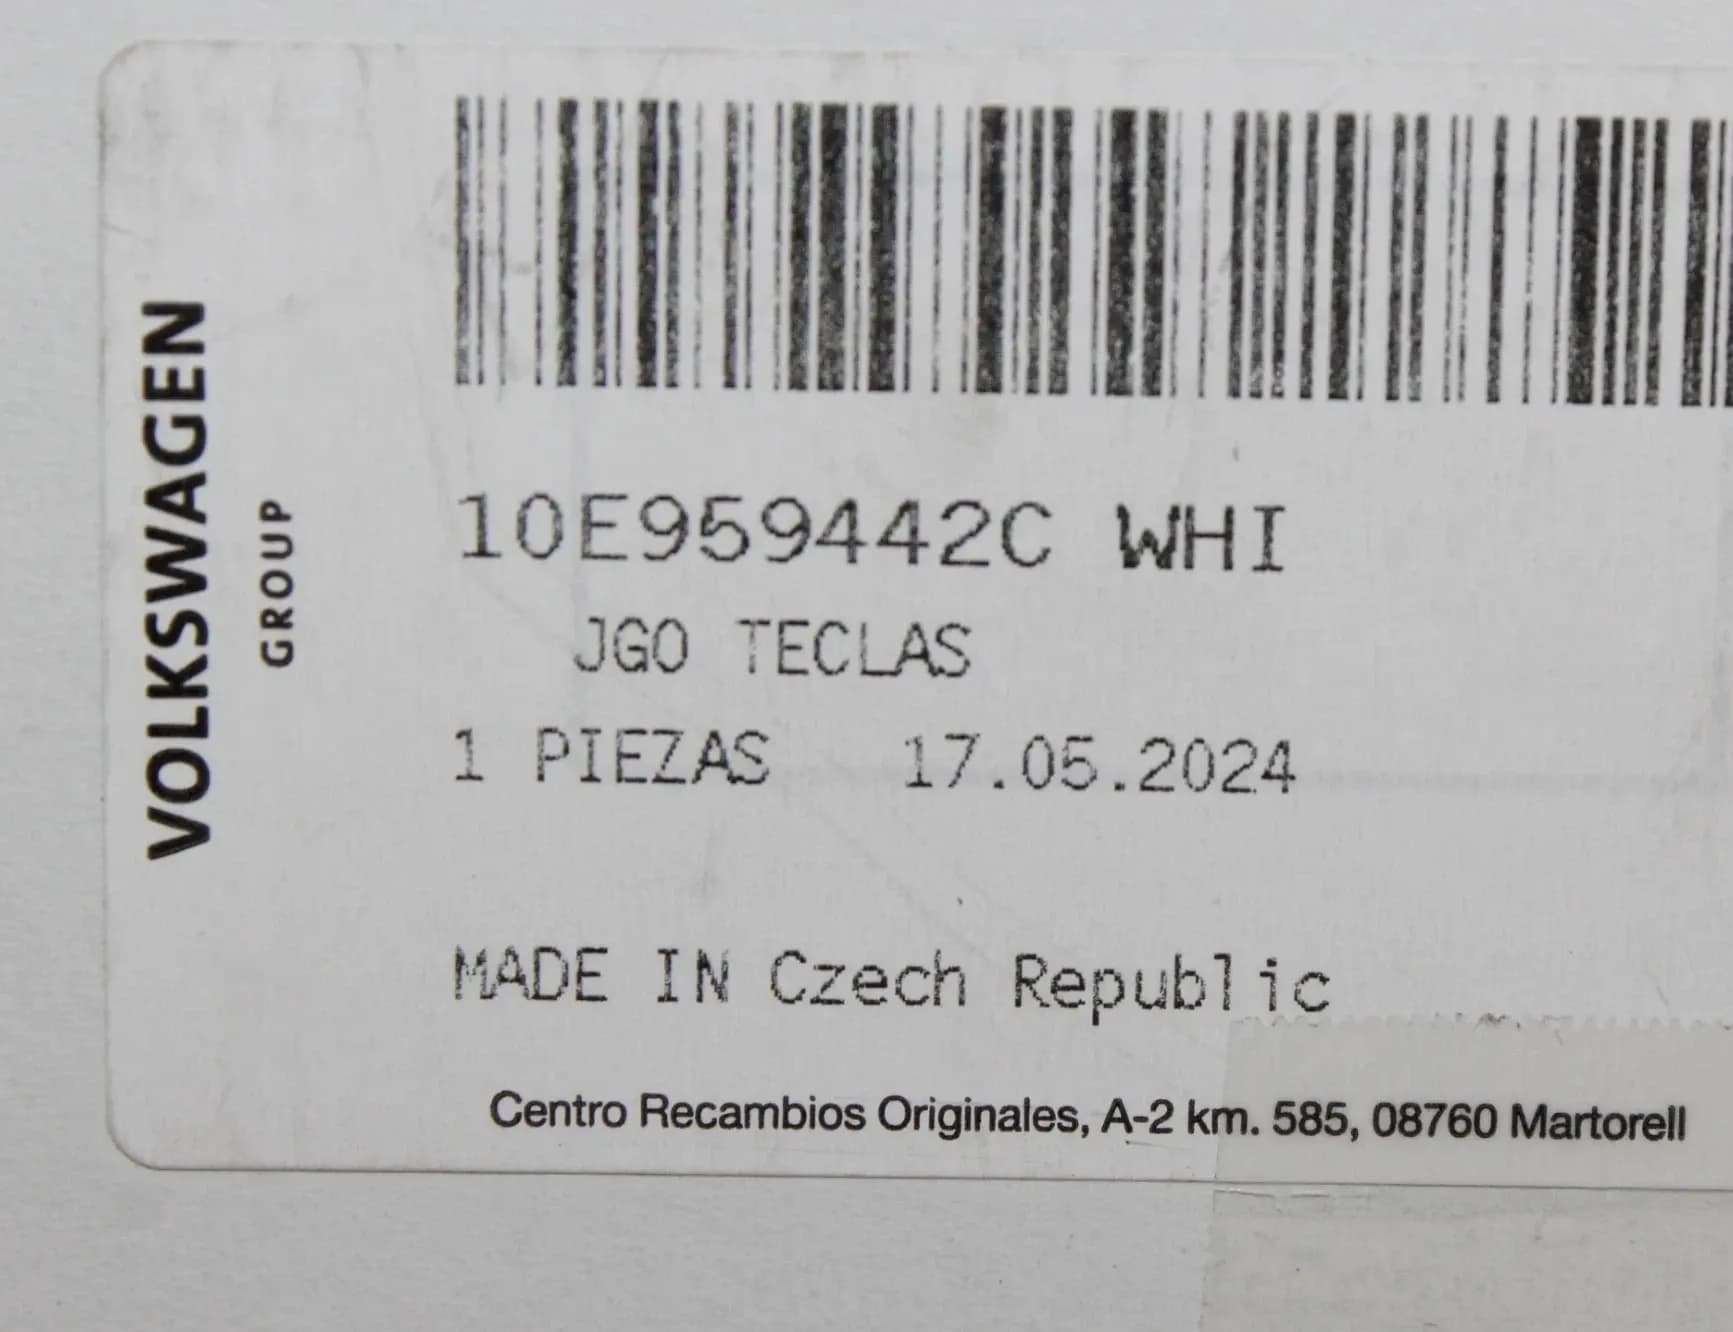 VOLKSWAGEN
GROUP
10E959442C WHI
JGO TECLAS
1 PIEZAS 17.05.2024
MADE IN Czech Republic
Centro Recambios Originales, A-2 km. 585, 08760 Martorell